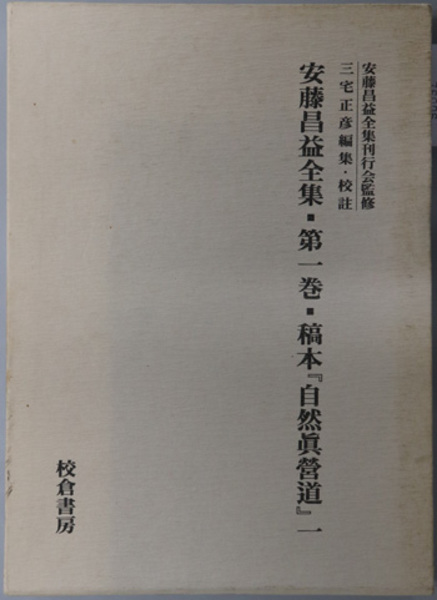 安藤昌益全集刊行会監修
三宅正彦編集・校註
安藤昌益全集▪第一巻▪稿本『自然眞營道』一
校倉書房